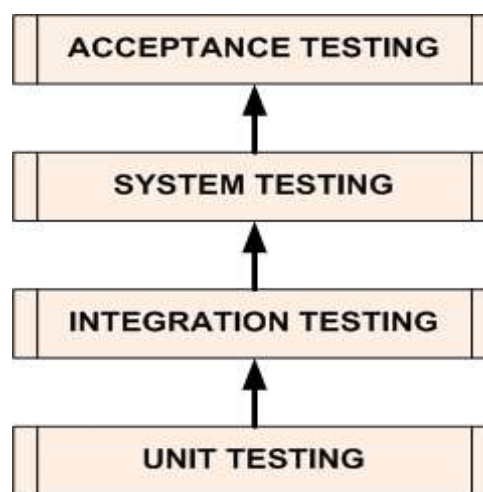 ACCEPTANCE TESTING
SYSTEM TESTING
INTEGRATION TESTING
UNIT TESTING